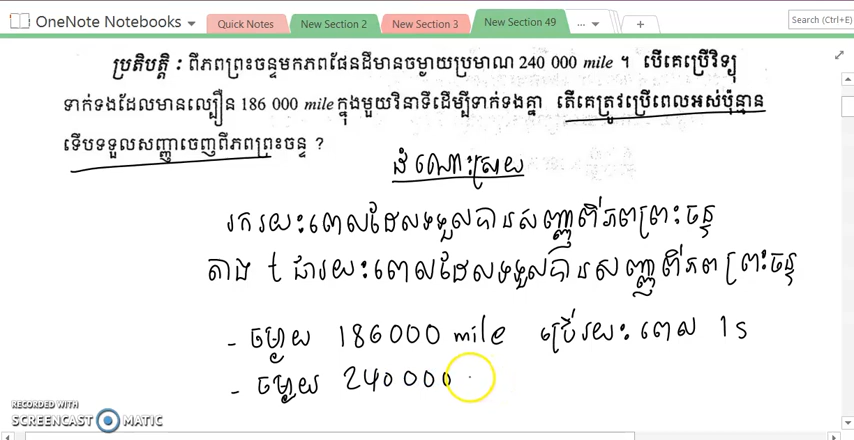 OneNote Notebooks Quick Notes New Section 2 New Section 3 New Section 49 ... + Search (Ctrl+E)
ប្រតិបត្តិ : ពីភពព្រះចន្ទមកភពផែនដីមានចម្ងាយប្រមាណ 240 000 mile ។ បើគេប្រើវិទ្យុ
ទាក់ទងដែលមានល្បឿន 186 000 mile ក្នុងមួយវិនាទីដើម្បីទាក់ទងគ្នា តើគេត្រូវប្រើពេលអស់ប៉ុន្មាន
ទើបទទួលសញ្ញាចេញពីភពព្រះចន្ទ ?
ដំណោះស្រាយ
រករយៈពេលដែលទទួលបានសញ្ញាពីភពព្រះចន្ទ
តាង t ជារយៈពេលដែលទទួលបានសញ្ញាពីភពព្រះចន្ទ
- ចម្ងាយ 186000 mile ប្រើរយៈពេល 1s
- ចម្ងាយ 240000
RECORDED WITH
SCREENCAST MATIC